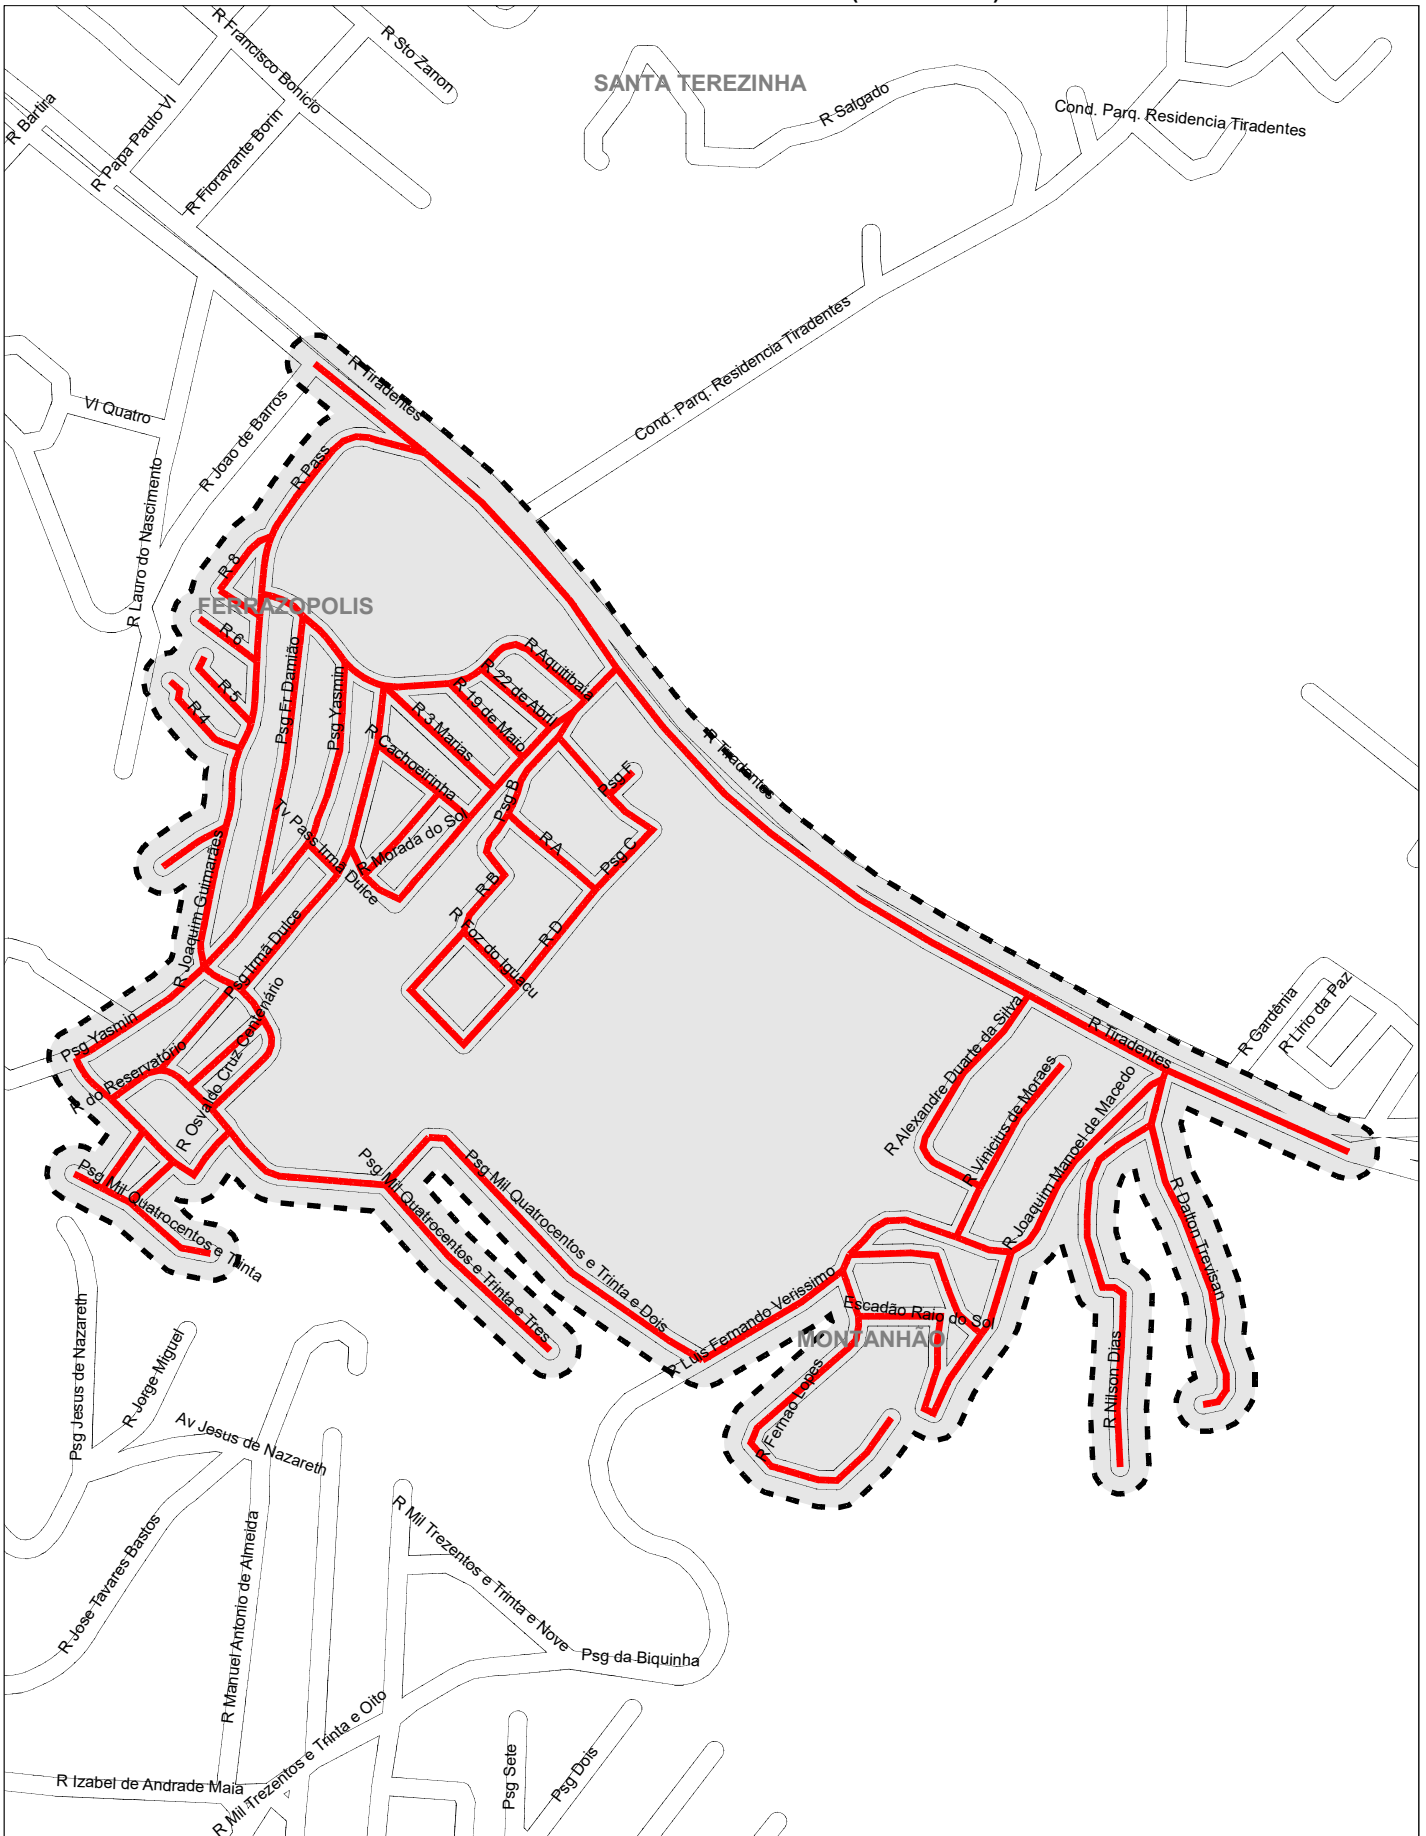 R Francisco Bonicio
R Sto Zanon
SANTA TEREZINHA
R Salgado
Cond. Parq. Residencia Tiradentes
R Bartira
R Papa Paulo VI
R Fioravante Borin
Cond. Parq. Residencia Tiradentes
R Tiradentes
Vl Quatro
R Joao de Barros
R Pass
R Lauro do Nascimento
R 8
FERRAZOPOLIS
R 6
R 5
R 4
Psg Fr Damião
Psg Yasmin
R Aquitibaia
R 22 de Abril
R 19 de Maio
R 3 Marias
R Cachoeirinha
R Tiradentes
Psg F
Psg B
Tv Pass Irmã Dulce
R Morada do Sol
R A
Psg C
R Joaquim Guimarães
R B
R Foz do Iguacu
R D
Psg Irmã Dulce
R Osvaldo Cruz Centenário
Psg Yasmin
R do Reservatório
R Alexandre Duarte da Silva
R Tiradentes
R Gardênia
R Lirio da Paz
R Vinicius de Moraes
R Joaquim Manoel de Macedo
Psg Mil Quatrocentos e Trinta
Psg Mil Quatrocentos e Trinta e Tres
Psg Mil Quatrocentos e Trinta e Dois
R Dalton Trevisan
R Luis Fernando Verissimo
Escadão Raio do Sol
MONTANHÃO
R Fernao Lopes
R Nilson Dias
Psg Jesus de Nazareth
R Jorge Miguel
Av Jesus de Nazareth
R Jose Tavares Bastos
R Manuel Antonio de Almeida
R Mil Trezentos e Trinta e Nove
Psg da Biquinha
R Mil Trezentos e Trinta e Oito
R Izabel de Andrade Maia
Psg Sete
Psg Dois